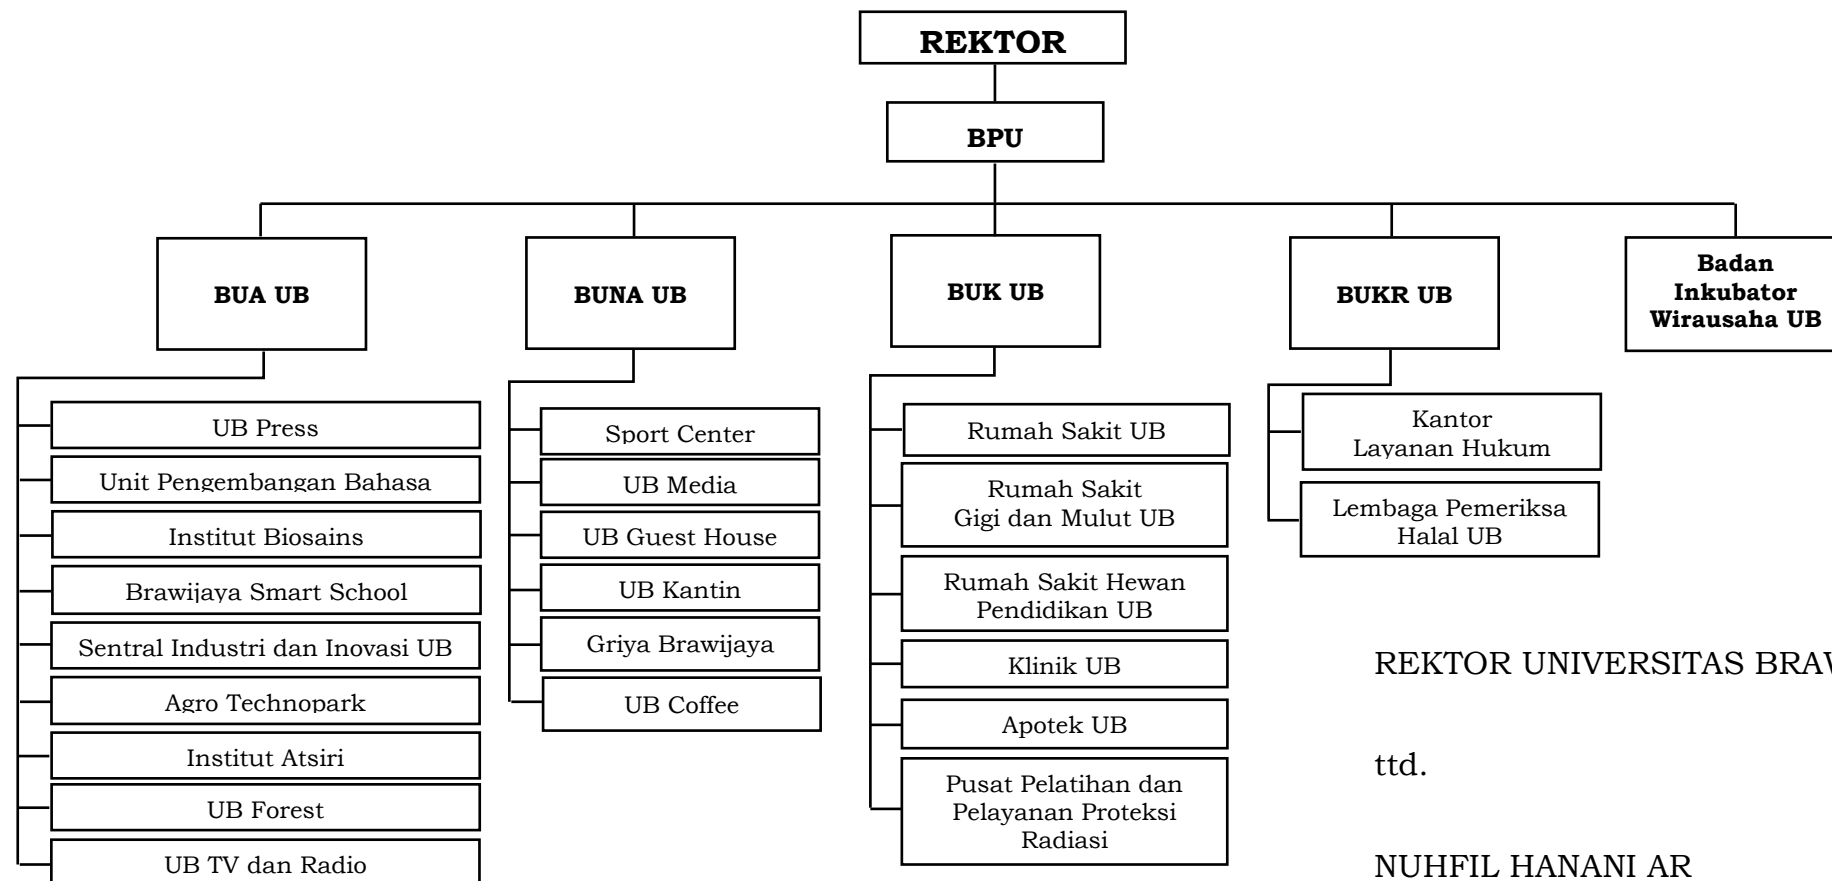 REKTOR
BPU
BUA UB
BUNA UB
BUK UB
BUKR UB
Badan
Inkubator
Wirausaha UB
UB Press
Unit Pengembangan Bahasa
Institut Biosains
Brawijaya Smart School
Sentral Industri dan Inovasi UB
Agro Technopark
Institut Atsiri
UB Forest
UB TV dan Radio
Sport Center
UB Media
UB Guest House
UB Kantin
Griya Brawijaya
UB Coffee
Rumah Sakit UB
Rumah Sakit
Gigi dan Mulut UB
Rumah Sakit Hewan
Pendidikan UB
Klinik UB
Apotek UB
Pusat Pelatihan dan
Pelayanan Proteksi
Radiasi
Kantor
Layanan Hukum
Lembaga Pemeriksa
Halal UB
REKTOR UNIVERSITAS
ttd.
NUHFIL HANANI AR